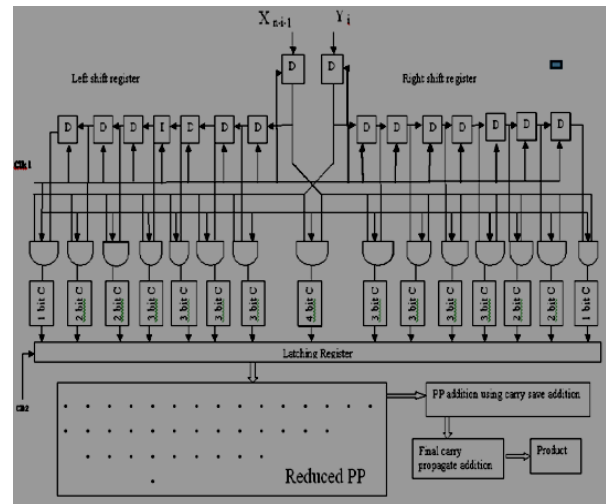 X n-i-1 Y i
D D
Left shift register Right shift register
D D D I D D D D D D D D D D
Clk1
1 bit C 2 bit C 2 bit C 3 bit C 3 bit C 3 bit C 3 bit C 4 bit C 3 bit C 3 bit C 3 bit C 3 bit C 2 bit C 2 bit C 1 bit C
Latching Register
Clk2
PP addition using carry save addition
Final carry
propagate addition
Product
Reduced PP